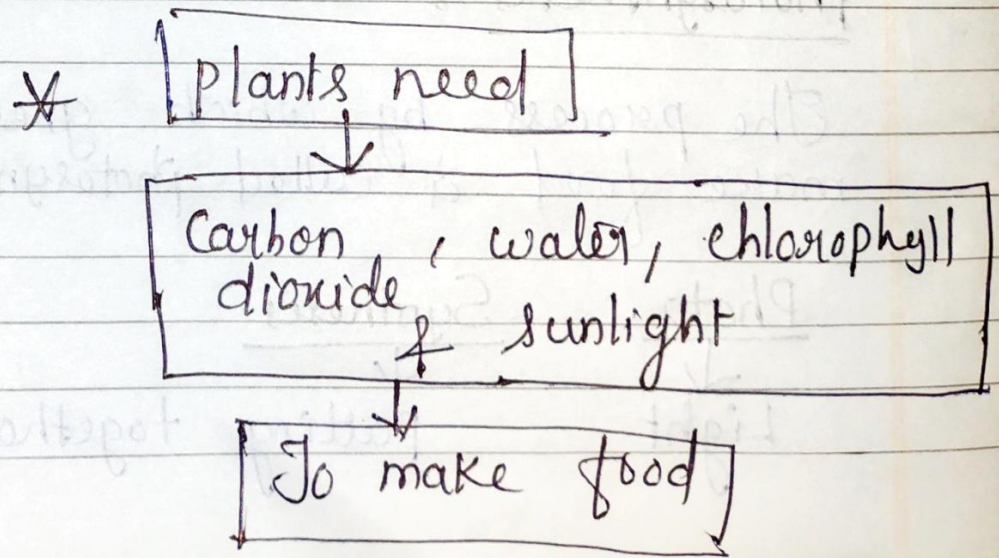 * Plants need
Carbon , water, chlorophyll
dioxide
& sunlight
To make food